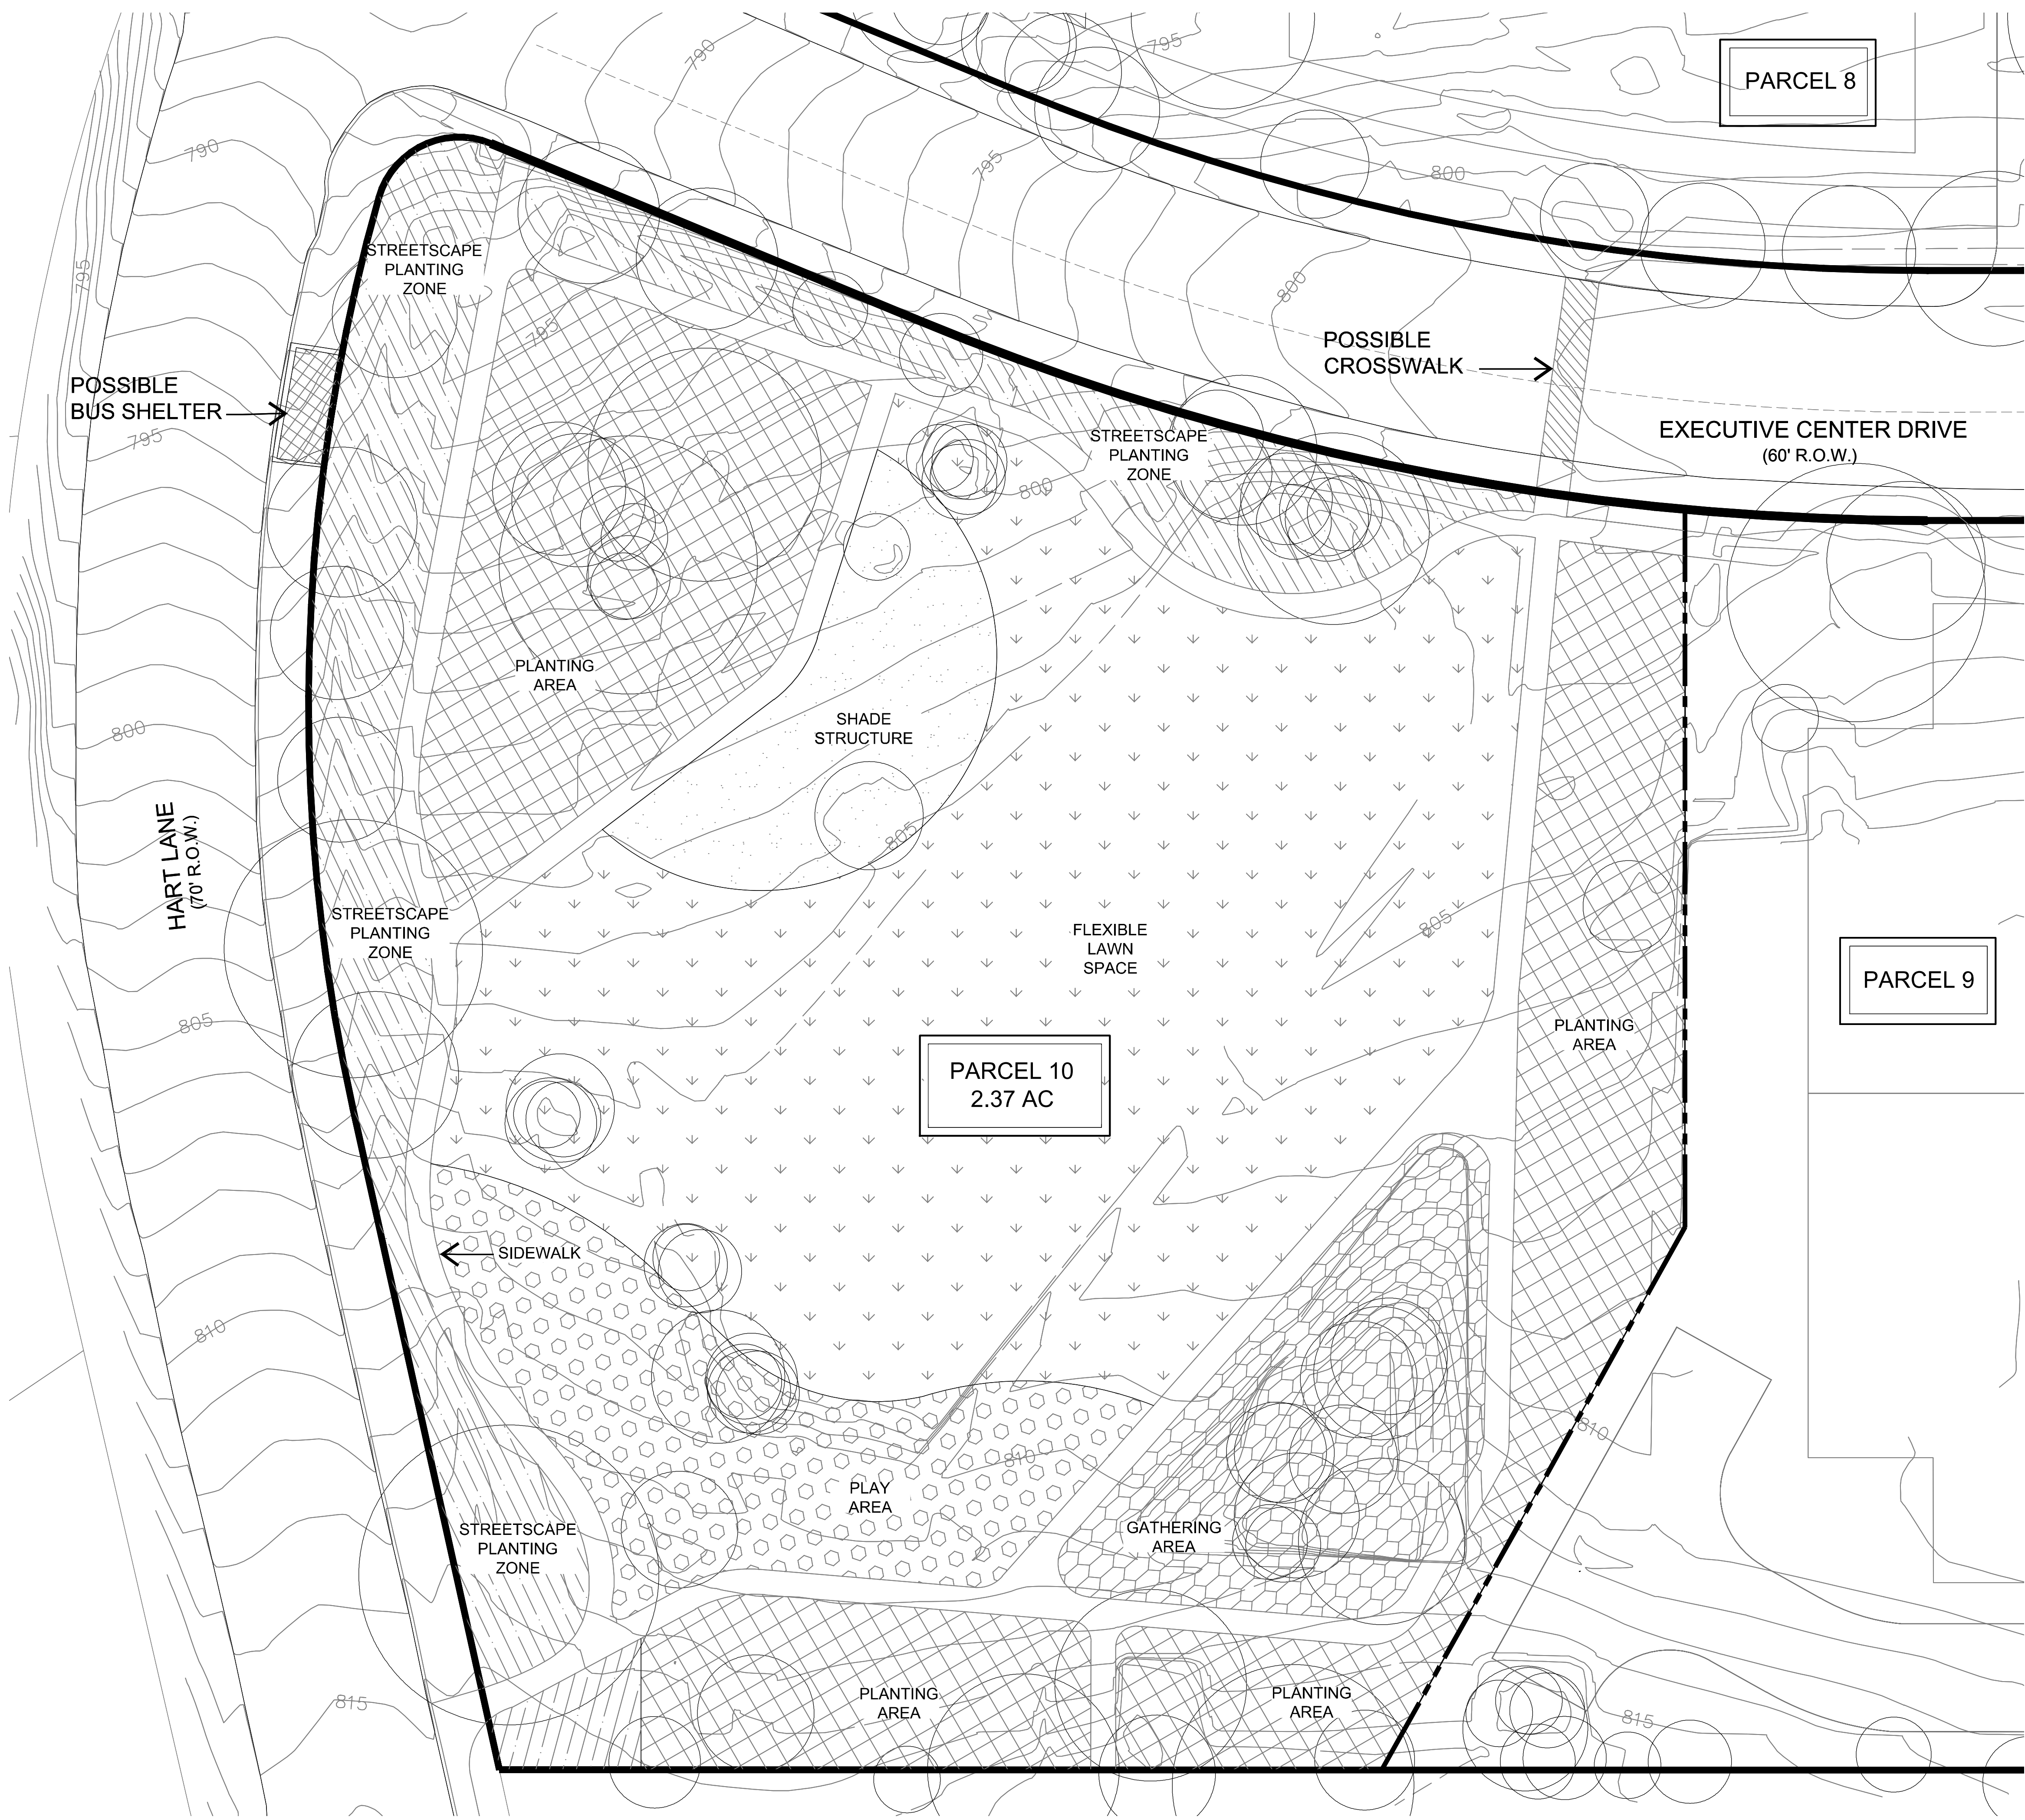 790
795
PARCEL 8
790
795
800
STREETSCAPE
PLANTING
ZONE
795
800
795
POSSIBLE
CROSSWALK
POSSIBLE
BUS SHELTER
795
STREETSCAPE
PLANTING
ZONE
EXECUTIVE CENTER DRIVE
(60' R.O.W.)
800
PLANTING
AREA
SHADE
STRUCTURE
800
805
HART LANE
(70' R.O.W.)
STREETSCAPE
PLANTING
ZONE
FLEXIBLE
LAWN
SPACE
805
PARCEL 9
805
PLANTING
AREA
PARCEL 10
2.37 AC
SIDEWALK
810
810
810
PLAY
AREA
GATHERING
AREA
STREETSCAPE
PLANTING
ZONE
PLANTING
AREA
PLANTING
AREA
815
815